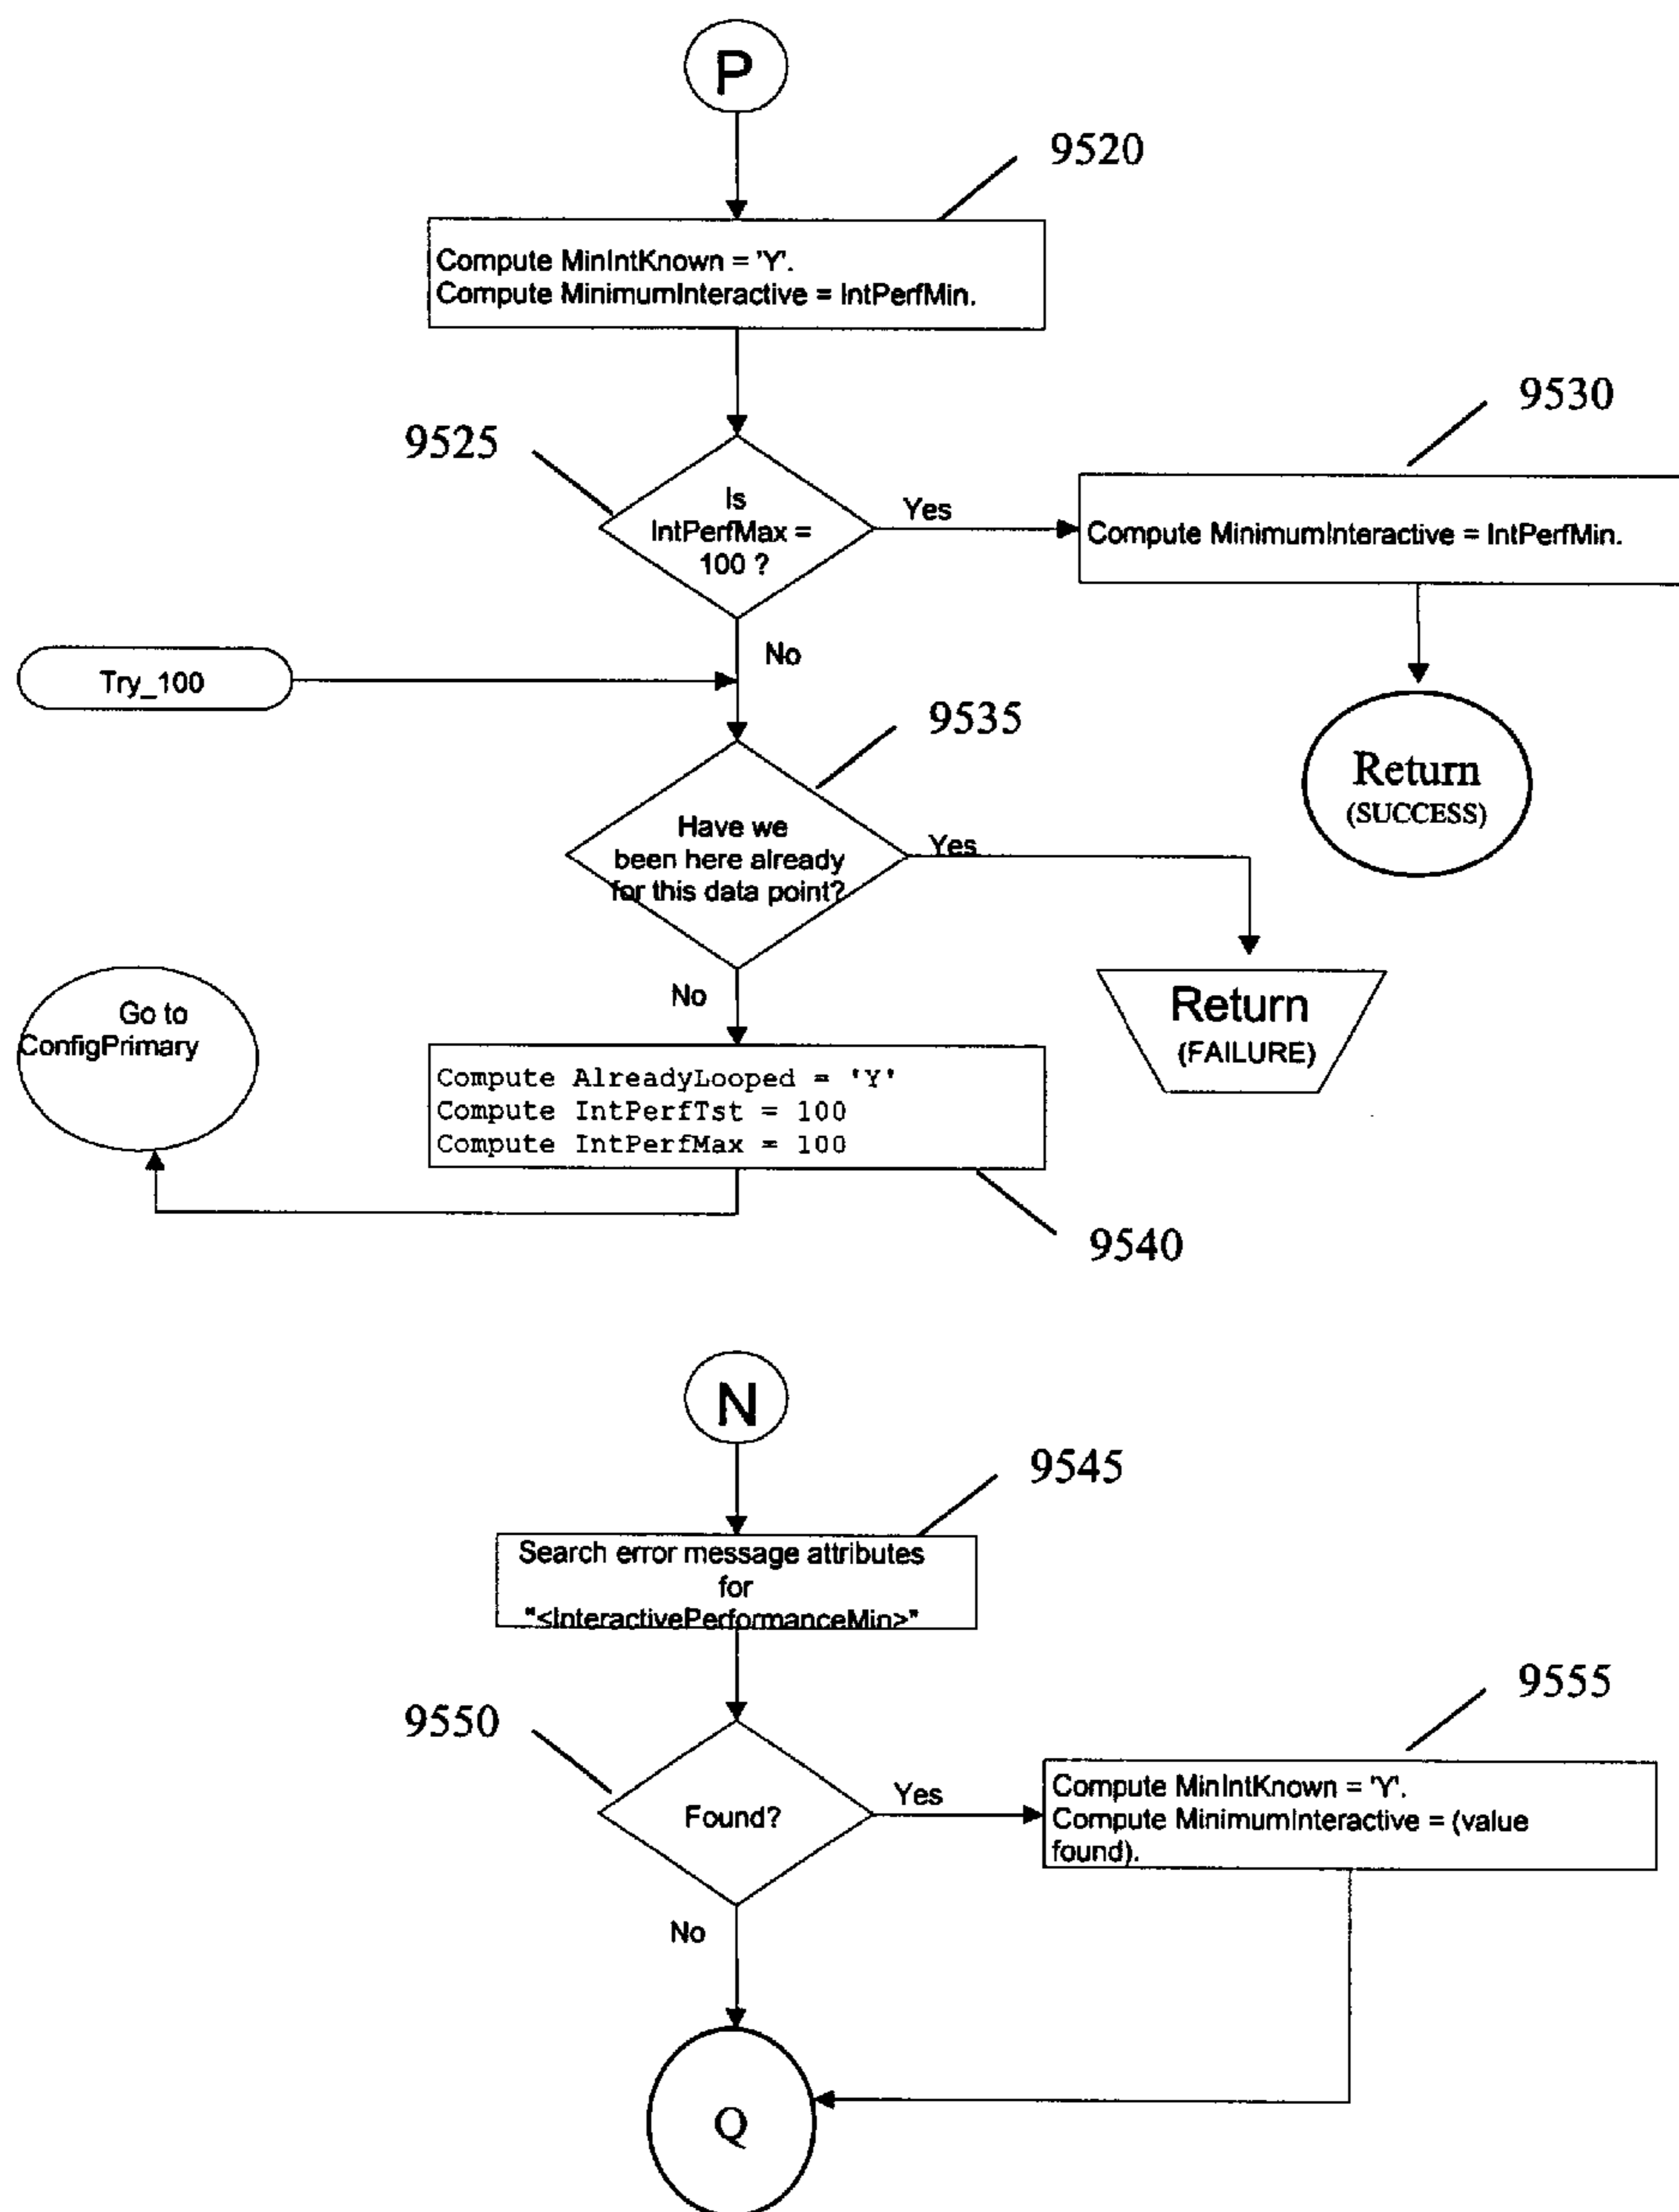 P
9520
Compute MinIntKnown = 'Y'.
Compute MinimumInteractive = IntPerfMin.
9525
9530
Is
IntPerfMax =
100 ?
Yes
Compute MinimumInteractive = IntPerfMin.
No
Try_100
9535
Return
(SUCCESS)
Have we
been here already
for this data point?
Yes
No
Return
(FAILURE)
Go to
ConfigPrimary
Compute AlreadyLooped = 'Y'
Compute IntPerfTst = 100
Compute IntPerfMax = 100
9540
N
9545
Search error message attributes
for
"<InteractivePerformanceMin>"
9550
9555
Found?
Yes
Compute MinIntKnown = 'Y'.
Compute MinimumInteractive = (value
found).
No
Q